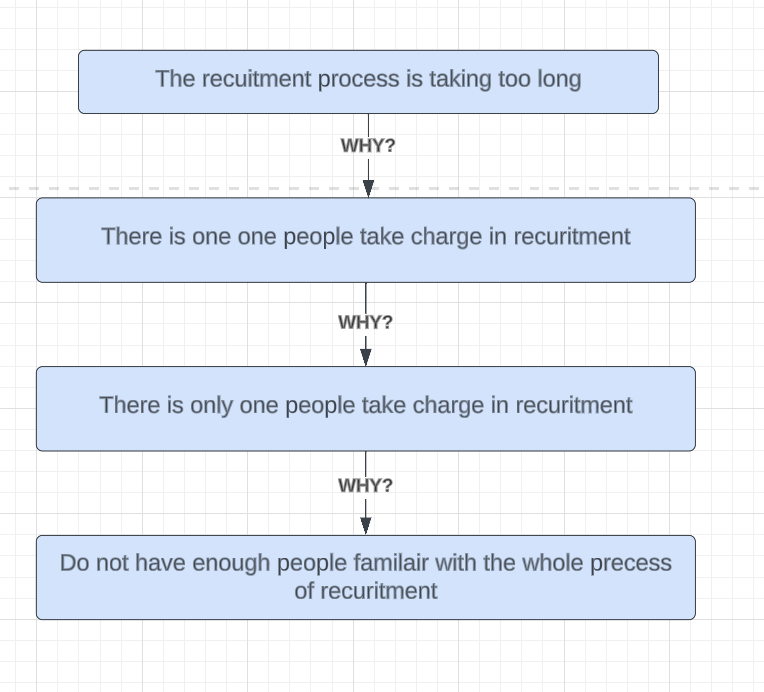 The recuitment process is taking too long
WHY?
There is one one people take charge in recuritment
WHY?
There is only one people take charge in recuritment
WHY?
Do not have enough people familair with the whole precess
of recuritment